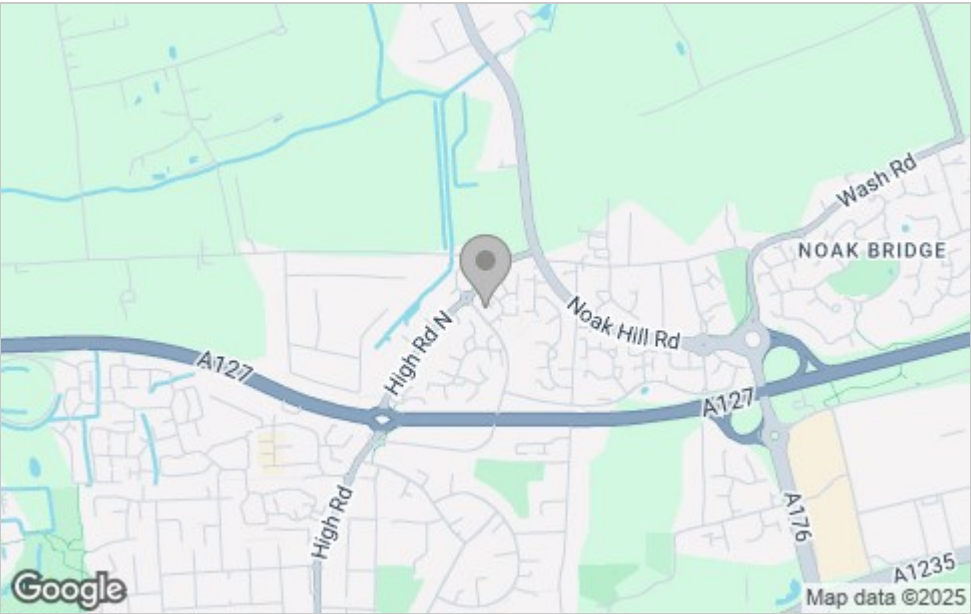 Wash Rd
NOAK BRIDGE
Noak Hill Rd
High Rd N
A127
A127
High Rd
A176
A1235
Google
Map data ©2025